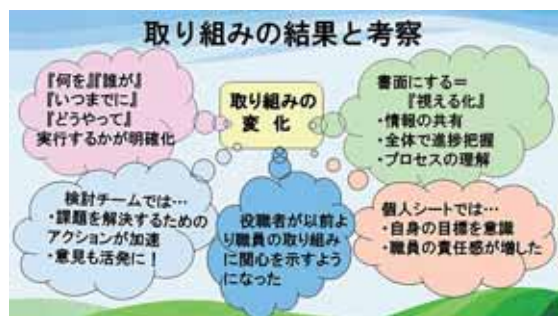 取り組みの結果と考察
『何を』『誰が』
『いつまでに』
『どうやって』
実行するかが明確化
取り組みの
変 化
書面にする＝
『視える化』
・情報の共有
・全体で進捗把握
・プロセスの理解
検討チームでは…
・課題を解決するための
アクションが加速
・意見も活発に！
役職者が以前よ
り職員の取り組み
に関心を示すよう
になった
個人シートでは…
・自身の目標を意識
・職員の責任感が増した